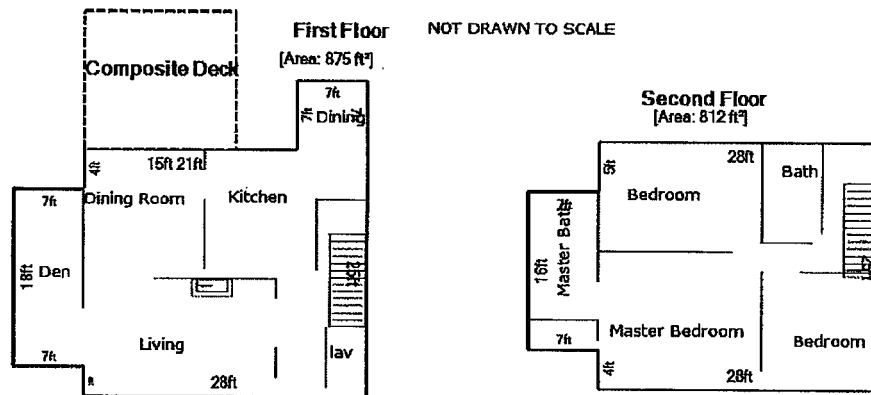 First Floor
NOT DRAWN TO SCALE
[Area: 875 ft²]
Composite Deck
7ft
7ft
Dining
4ft
15ft 21ft
7ft
Dining Room
Kitchen
Den
18ft
25ft
7ft
Living
lav
ft
28ft
Second Floor
[Area: 812 ft²]
28ft
Bath
Bedroom
Master Bath
16ft
7ft
Master Bedroom
Bedroom
4ft
28ft